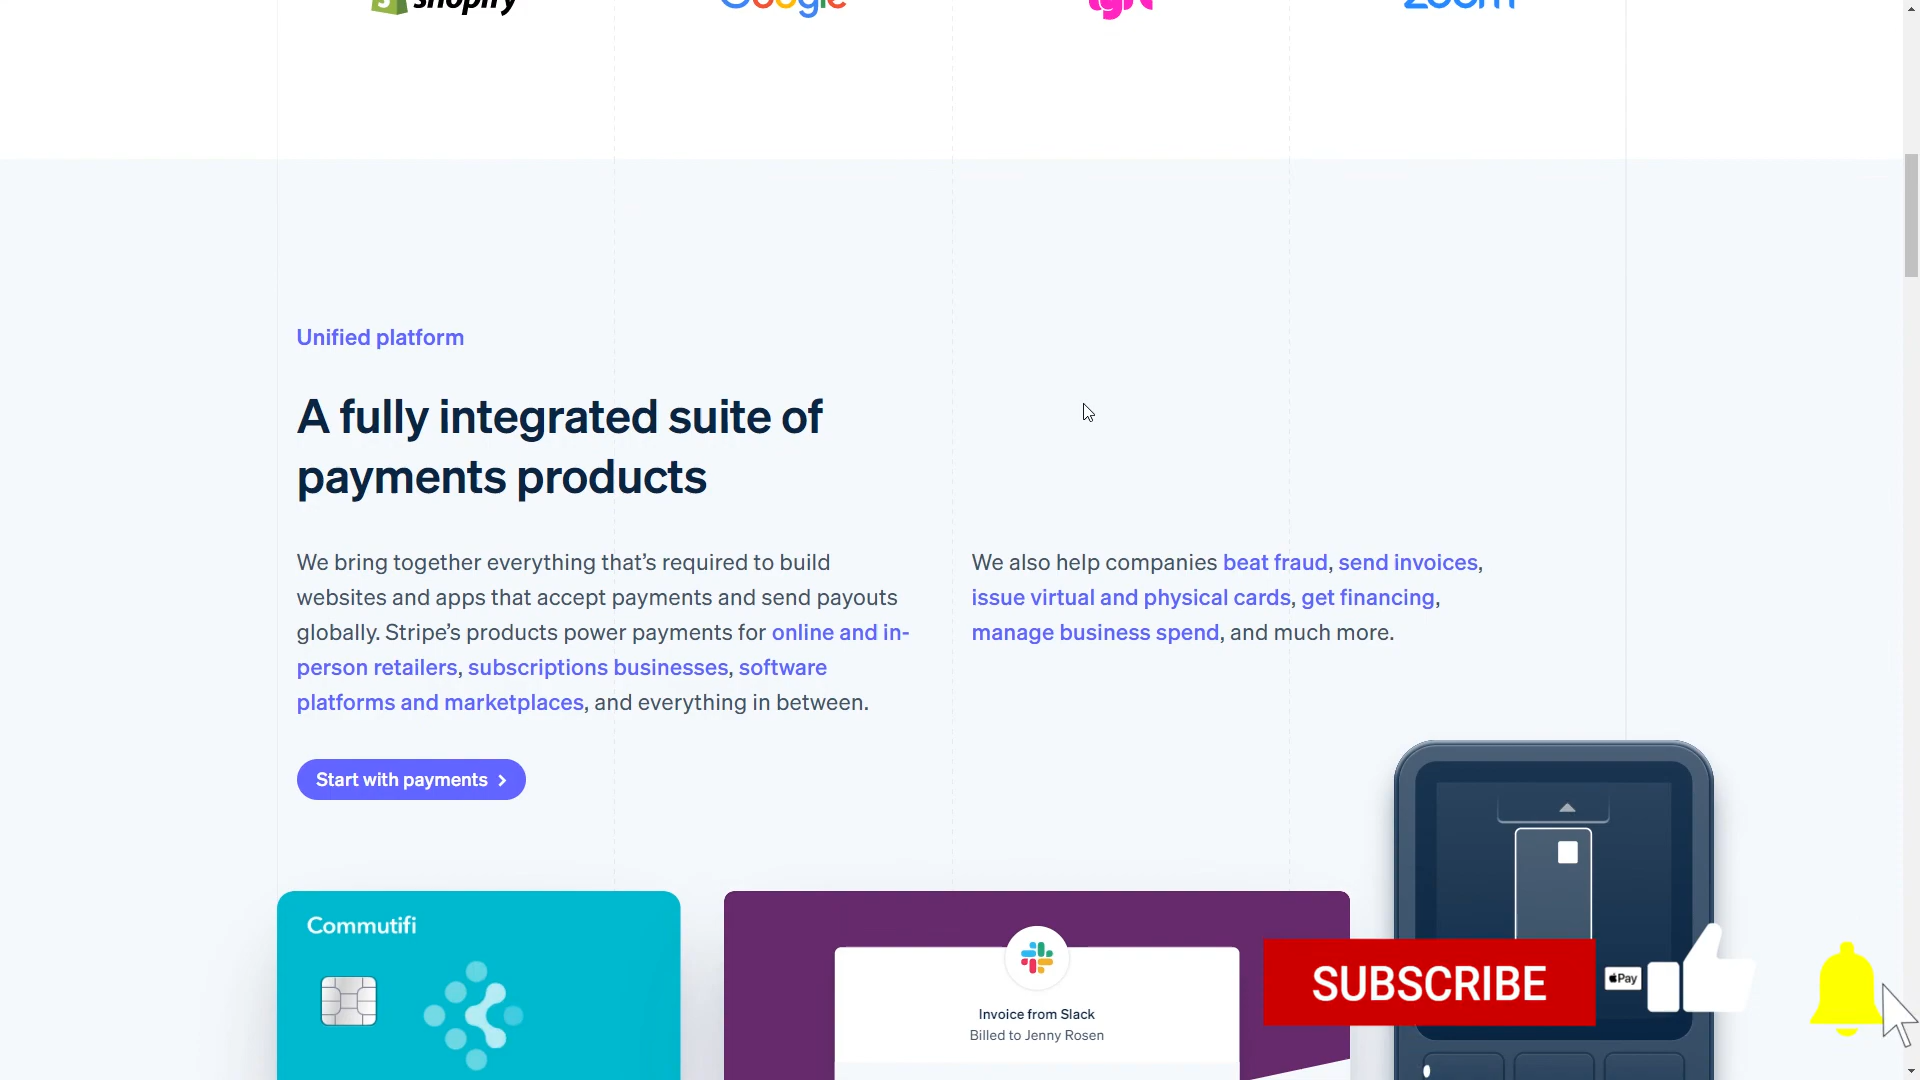 shopify
Google
zoom
Unified platform
A fully integrated suite of
payments products
We bring together everything that’s required to build
websites and apps that accept payments and send payouts
globally. Stripe’s products power payments for online and in-
person retailers, subscriptions businesses, software
platforms and marketplaces, and everything in between.
We also help companies beat fraud, send invoices,
issue virtual and physical cards, get financing,
manage business spend, and much more.
Start with payments
Commutifi
Invoice from Slack
Billed to Jenny Rosen
SUBSCRIBE
Pay